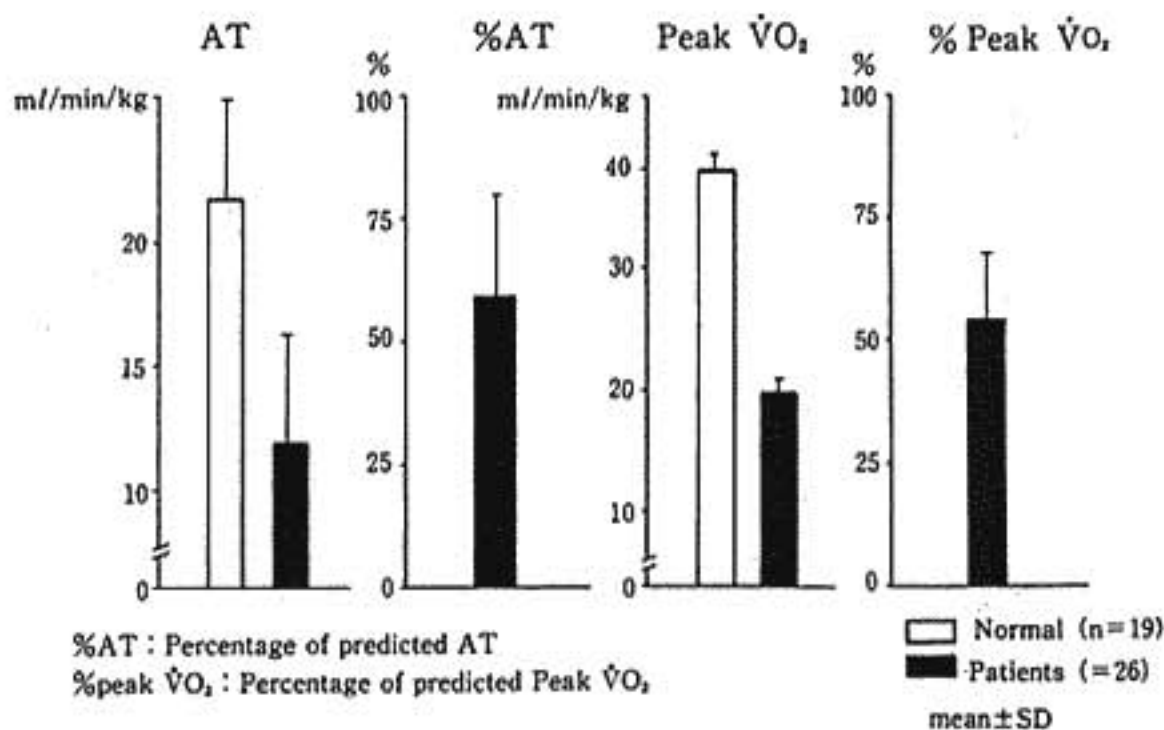 AT
%AT
Peak V̇O₂
% Peak V̇O₂
ml/min/kg
20
15
10
0
%
100
75
50
25
0
ml/min/kg
40
30
20
10
0
%
100
75
50
25
0
%AT : Percentage of predicted AT
%peak V̇O₂ : Percentage of predicted Peak V̇O₂
Normal (n=19)
Patients (=26)
mean±SD